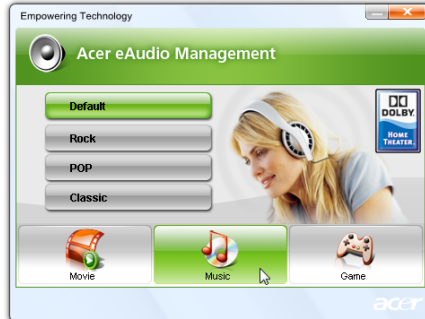 Empowering Technology
Acer eAudio Management
Default
Rock
POP
Classic
DOLBY
HOME
THEATER
Movie
Music
Game
acer